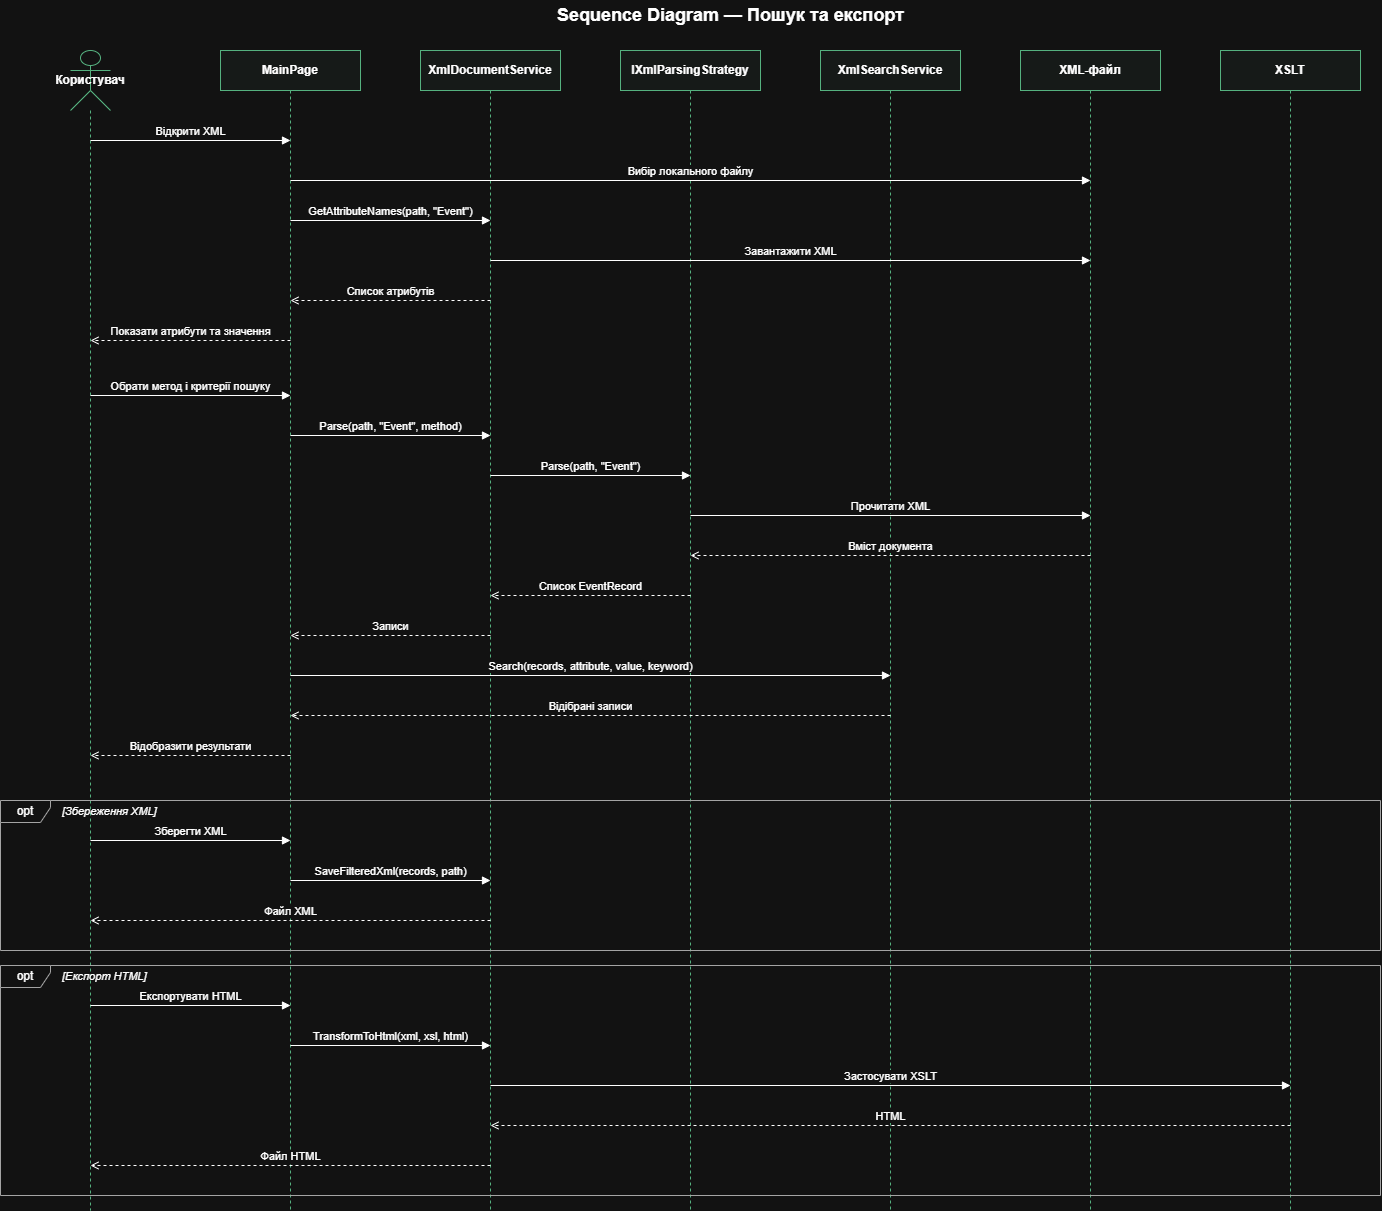 Sequence Diagram — Пошук та експорт
Користувач
MainPage
XmlDocumentService
IXmlParsingStrategy
XmlSearchService
XML-файл
XSLT
Відкрити XML
Вибір локального файлу
GetAttributeNames(path, "Event")
Завантажити XML
Список атрибутів
Показати атрибути та значення
Обрати метод і критерії пошуку
Parse(path, "Event", method)
Parse(path, "Event")
Прочитати XML
Вміст документа
Список EventRecord
Записи
Search(records, attribute, value, keyword)
Відібрані записи
Відобразити результати
opt
[Збереження XML]
Зберегти XML
SaveFilteredXml(records, path)
Файл XML
opt
[Експорт HTML]
Експортувати HTML
TransformToHtml(xml, xsl, html)
Застосувати XSLT
HTML
Файл HTML